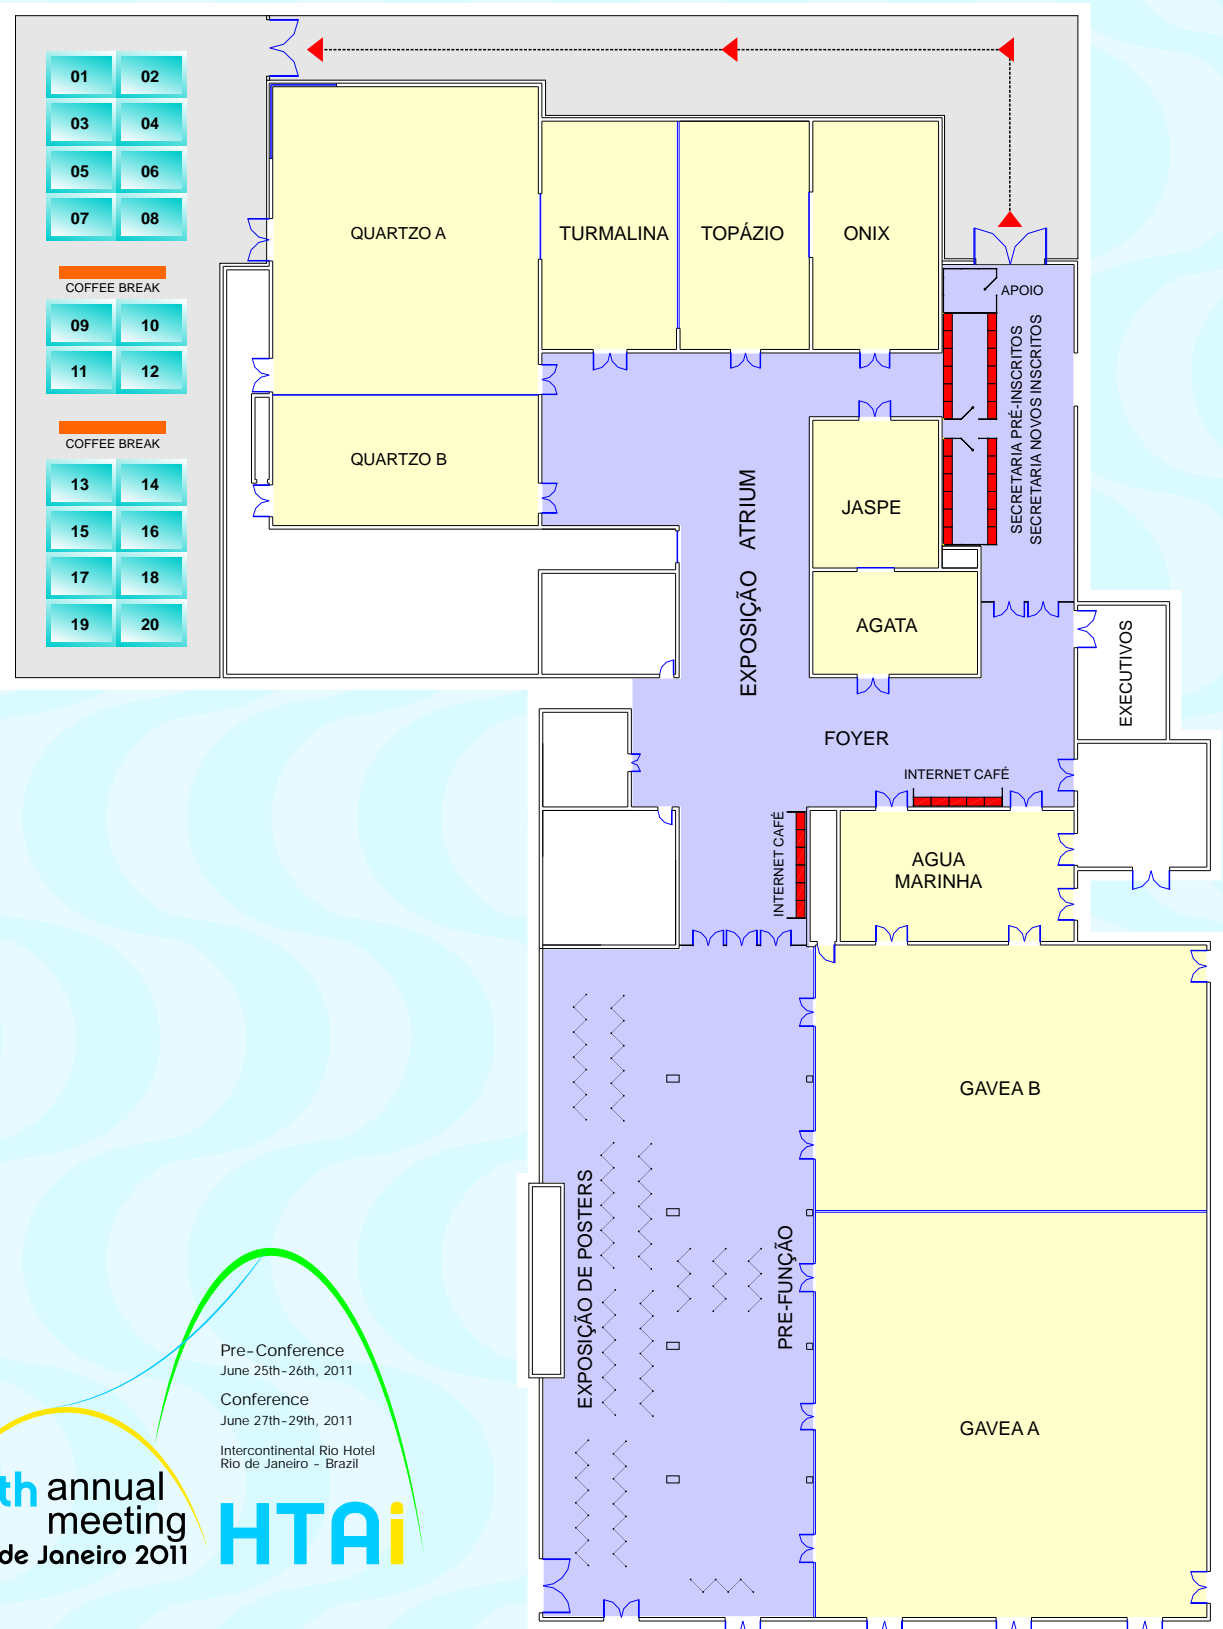 01 02
03 04
05 06
07 08
COFFEE BREAK
09 10
11 12
COFFEE BREAK
13 14
15 16
17 18
19 20
QUARTZO A
TURMALINA
TOPÁZIO
ONIX
APOIO
SECRETARIA PRÉ-INSCRITOS
SECRETARIA NOVOS INSCRITOS
QUARTZO B
EXPOSIÇÃO ATRIUM
JASPE
AGATA
EXECUTIVOS
FOYER
INTERNET CAFÉ
INTERNET CAFÉ
AGUA
MARINHA
GAVEA B
EXPOSIÇÃO DE POSTERS
PRE-FUNÇÃO
GAVEA A
Pre-Conference
June 25th-26th, 2011
Conference
June 27th-29th, 2011
Intercontinental Rio Hotel
Rio de Janeiro - Brazil
th annual
meeting
de Janeiro 2011
HTAi